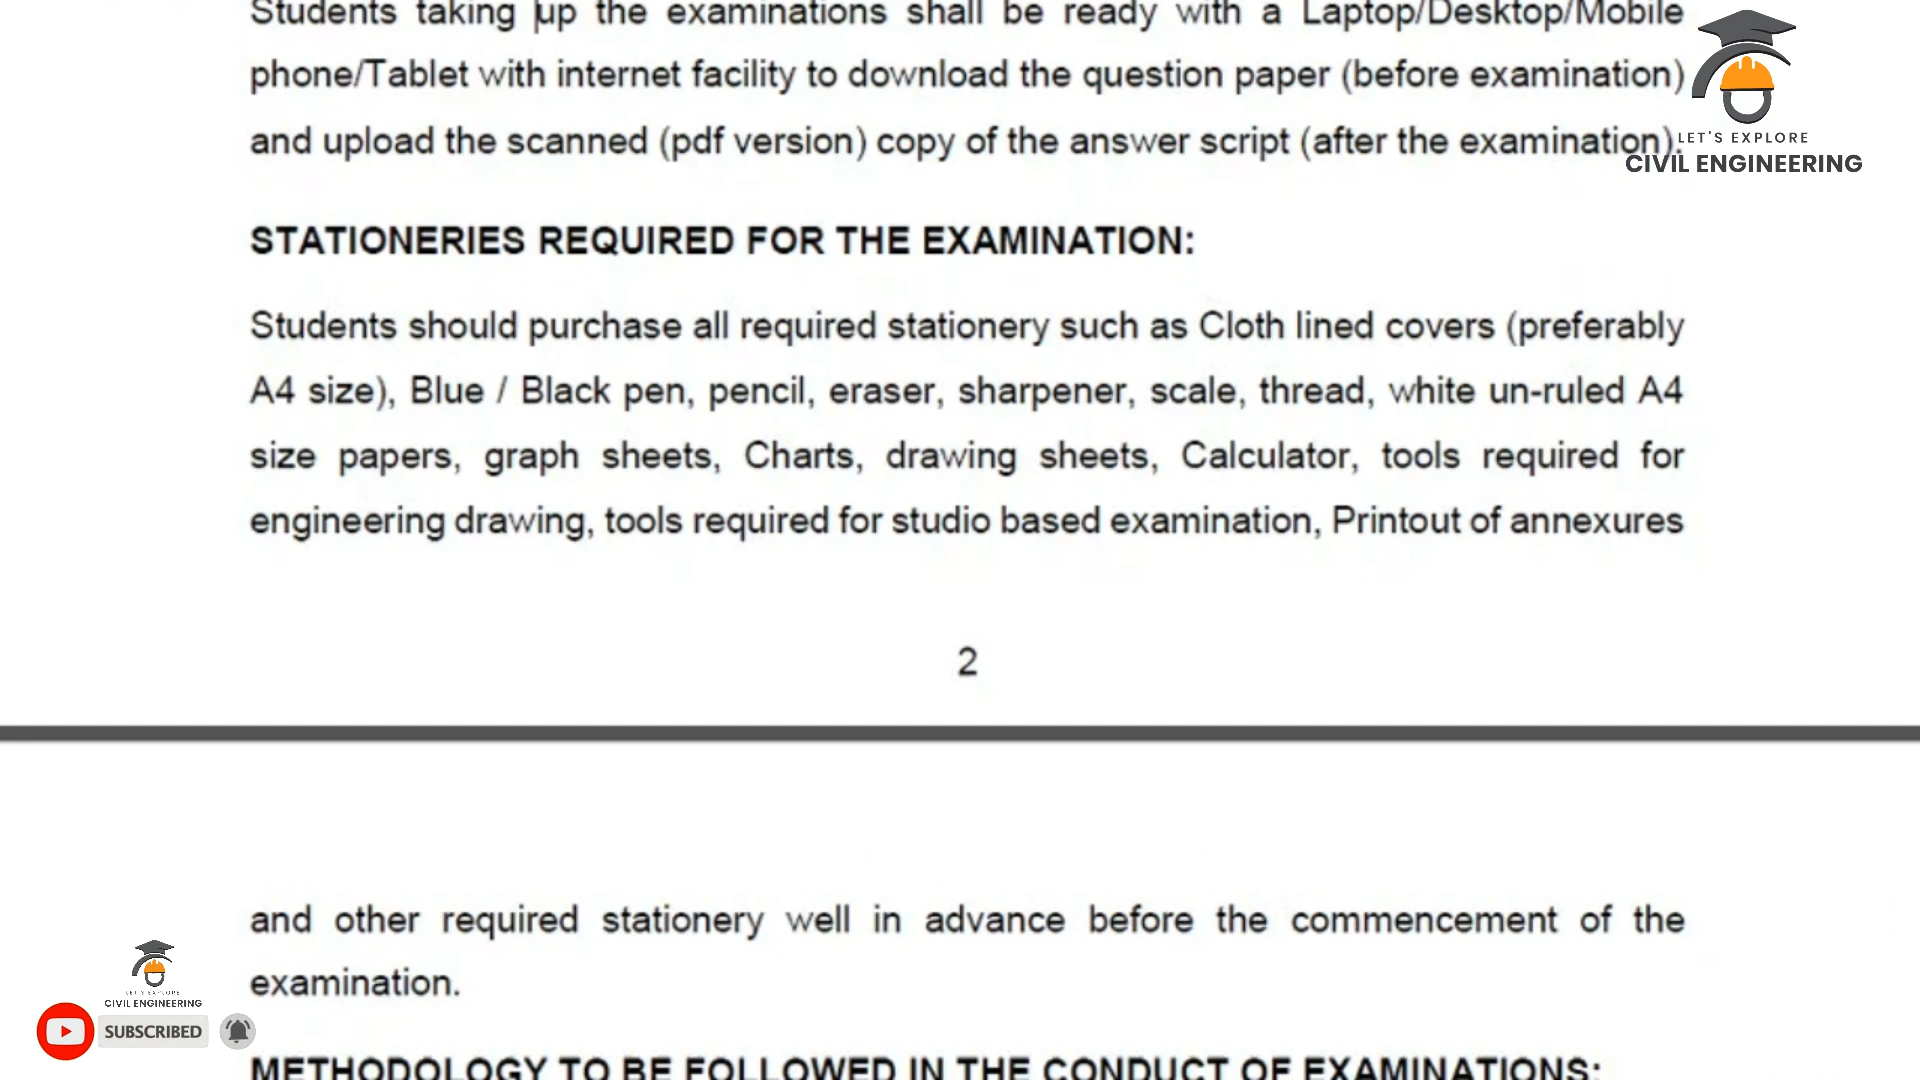 Students taking up the examinations shall be ready with a Laptop/Desktop/Mobile
phone/Tablet with internet facility to download the question paper (before examination)
and upload the scanned (pdf version) copy of the answer script (after the examination).
LET'S EXPLORE
CIVIL ENGINEERING
STATIONERIES REQUIRED FOR THE EXAMINATION:
Students should purchase all required stationery such as Cloth lined covers (preferably
A4 size), Blue / Black pen, pencil, eraser, sharpener, scale, thread, white un-ruled A4
size papers, graph sheets, Charts, drawing sheets, Calculator, tools required for
engineering drawing, tools required for studio based examination, Printout of annexures
2
and other required stationery well in advance before the commencement of the
examination.
LET'S EXPLORE
CIVIL ENGINEERING
SUBSCRIBED
METHODOLOGY TO BE FOLLOWED IN THE CONDUCT OF EXAMINATIONS: